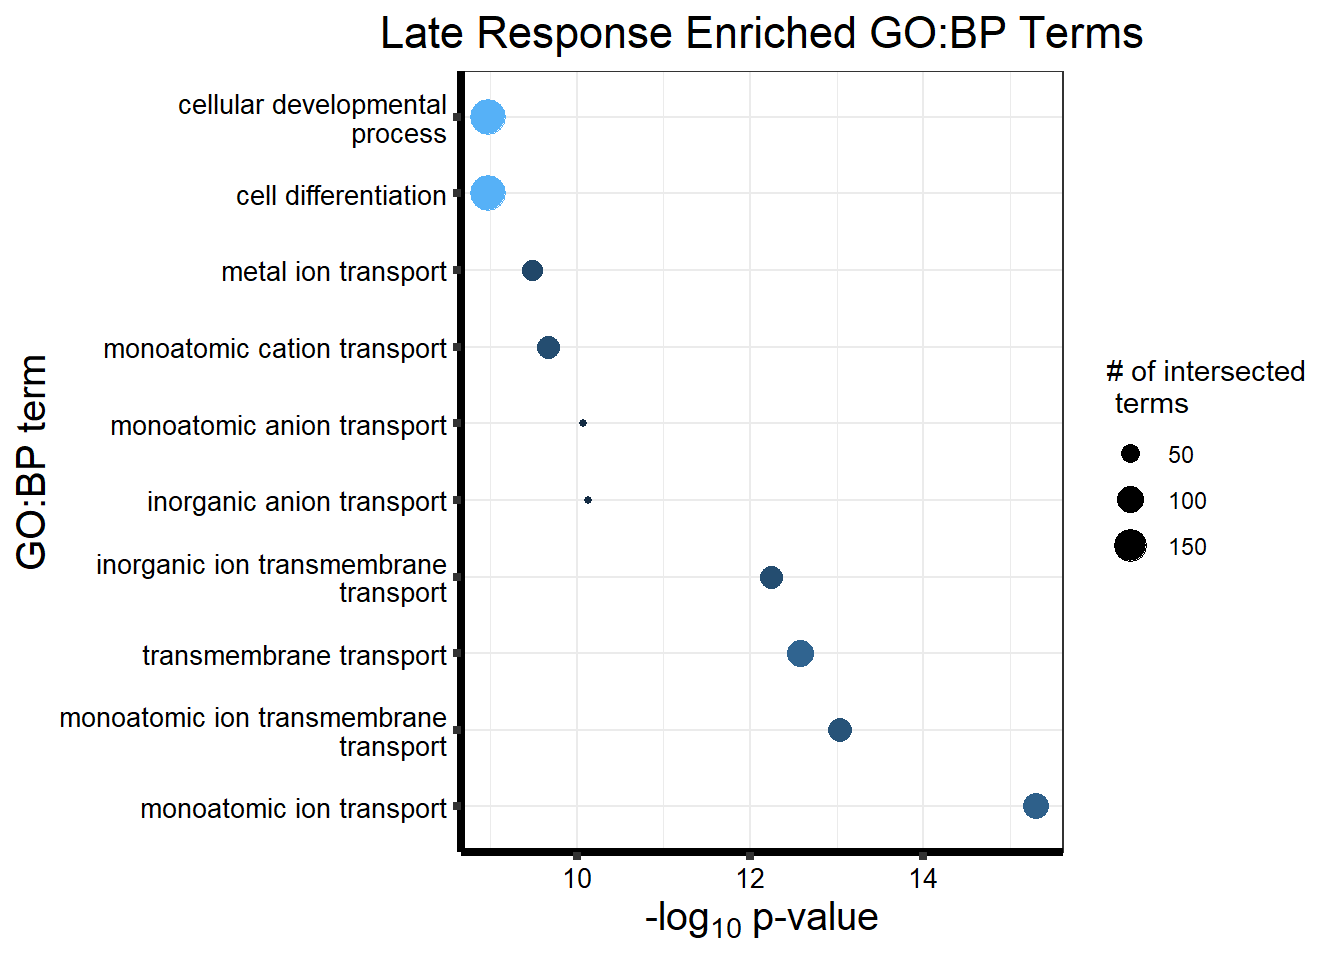 Late Response Enriched GO:BP Terms
GO:BP term
cellular developmental
process
cell differentiation
metal ion transport
monoatomic cation transport
monoatomic anion transport
inorganic anion transport
inorganic ion transmembrane
transport
transmembrane transport
monoatomic ion transmembrane
transport
monoatomic ion transport
10 12 14
-log10 p-value
# of intersected
terms
50
100
150